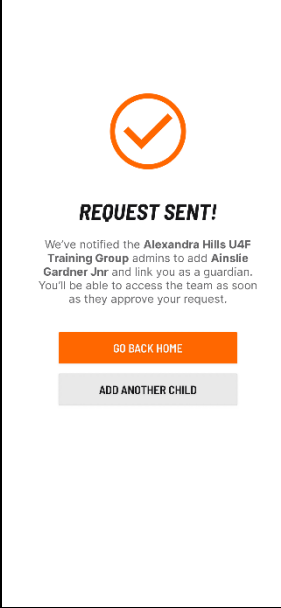 REQUEST SENT!
We've notified the Alexandra Hills U4F
Training Group admins to add Ainslie
Gardner Jnr and link you as a guardian.
You'll be able to access the team as soon
as they approve your request.
GO BACK HOME
ADD ANOTHER CHILD